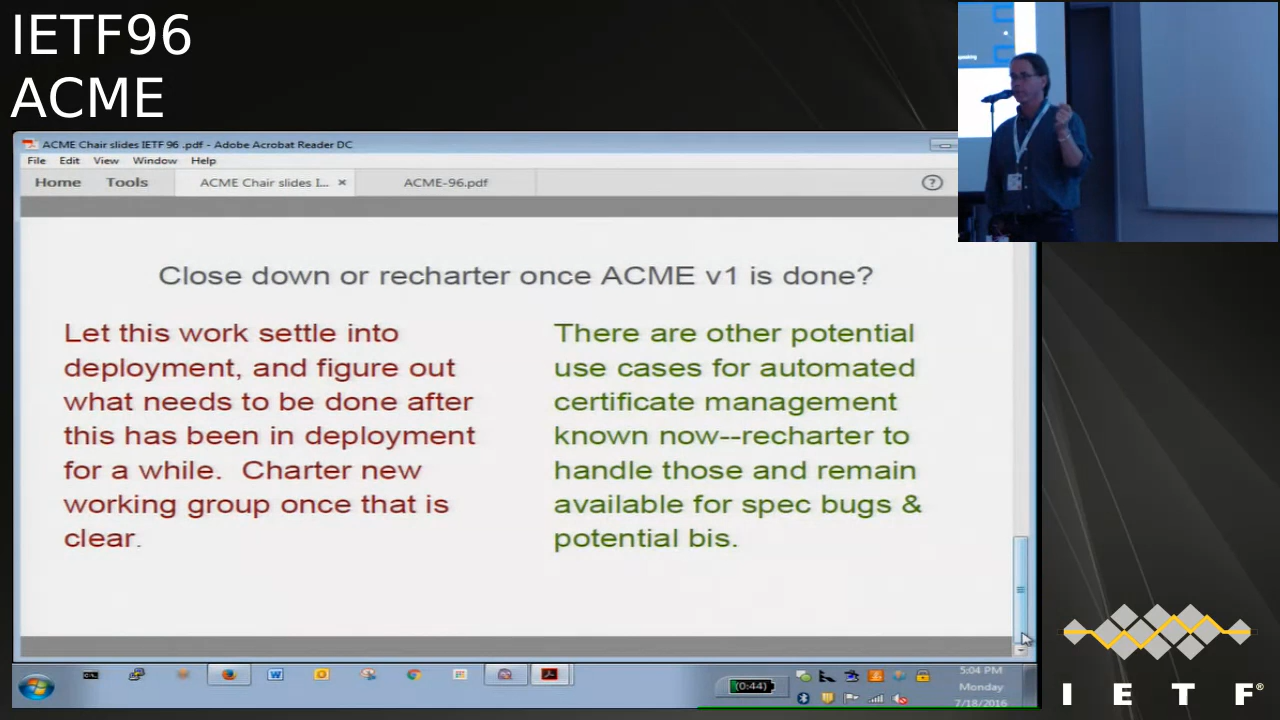 IETF96
ACME
ACME Chair slides IETF 96 .pdf - Adobe Acrobat Reader DC
File Edit View Window Help
Home Tools ACME Chair slides I... × ACME-96.pdf ?
Close down or recharter once ACME v1 is done?
Let this work settle into
deployment, and figure out
what needs to be done after
this has been in deployment
for a while. Charter new
working group once that is
clear.
There are other potential
use cases for automated
certificate management
known now--recharter to
handle those and remain
available for spec bugs &
potential bis.
(0:44)
5:04 PM
Monday
7/18/2016
I E T F®